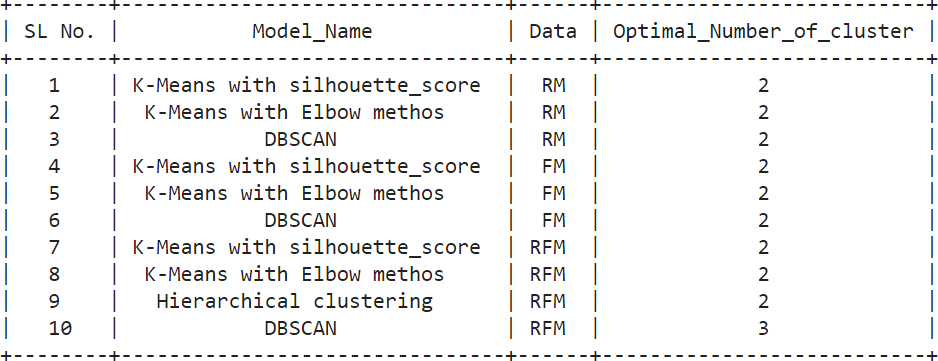 +--------+--------------------------------+------+---------------------------+
| SL No. |           Model_Name           | Data | Optimal_Number_of_cluster |
+--------+--------------------------------+------+---------------------------+
|   1    | K-Means with silhouette_score  |  RM  |             2             |
|   2    |  K-Means with Elbow methos     |  RM  |             2             |
|   3    |            DBSCAN              |  RM  |             2             |
|   4    | K-Means with silhouette_score  |  FM  |             2             |
|   5    |  K-Means with Elbow methos     |  FM  |             2             |
|   6    |            DBSCAN              |  FM  |             2             |
|   7    | K-Means with silhouette_score  | RFM  |             2             |
|   8    |  K-Means with Elbow methos     | RFM  |             2             |
|   9    |   Hierarchical clustering      | RFM  |             2             |
|   10   |            DBSCAN              | RFM  |             3             |
+--------+--------------------------------+------+---------------------------+